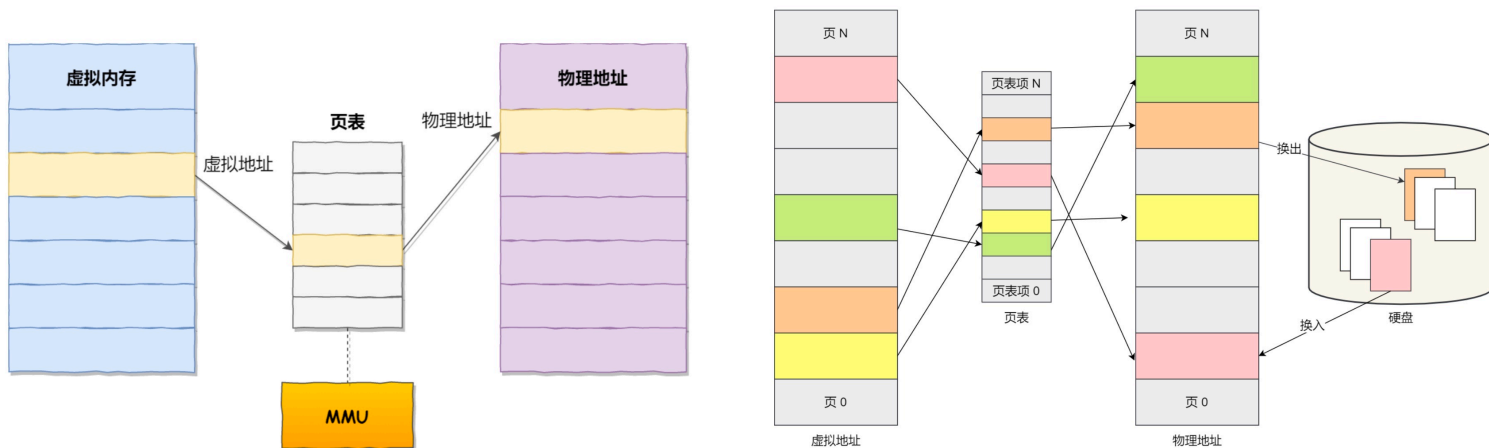 虚拟内存
物理地址
页表
虚拟地址
物理地址
MMU
页 N
页 0
虚拟地址
页表项 N
页表项 0
页表
页 N
页 0
物理地址
换出
换入
硬盘